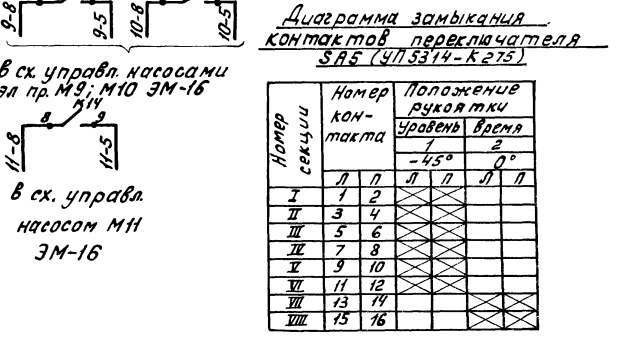 9-8 9-5 10-8 10-5
в сх. управл. насосами
эл пр. М9; М10 ЭМ-16
М14
8 9
11-8 11-5
в сх. управл.
насосом М11
ЭМ-16
Диаграмма замыкания
контактов переключателя
SA5 (УП5314-К275)
Номер секции
Номер кон-такта
Положение рукоятки
Уровень Время
1 2
-45° 0°
Л П Л П Л П
I 1 2
II 3 4
III 5 6
IV 7 8
V 9 10
VI 11 12
VII 13 14
VIII 15 16